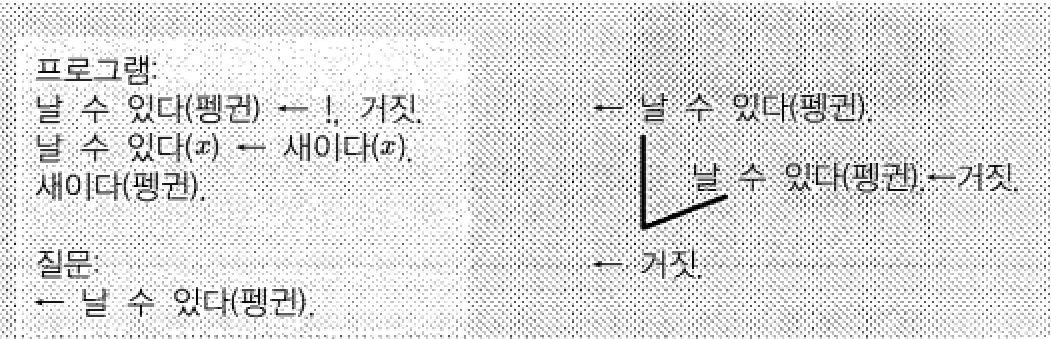 프로그램:
날 수 있다(펭귄) ← !, 거짓.
날 수 있다(x) ← 새이다(x).
새이다(펭귄).
질문:
← 날 수 있다(펭귄).
← 날 수 있다(펭귄).
날 수 있다(펭귄).←거짓.
← 거짓.